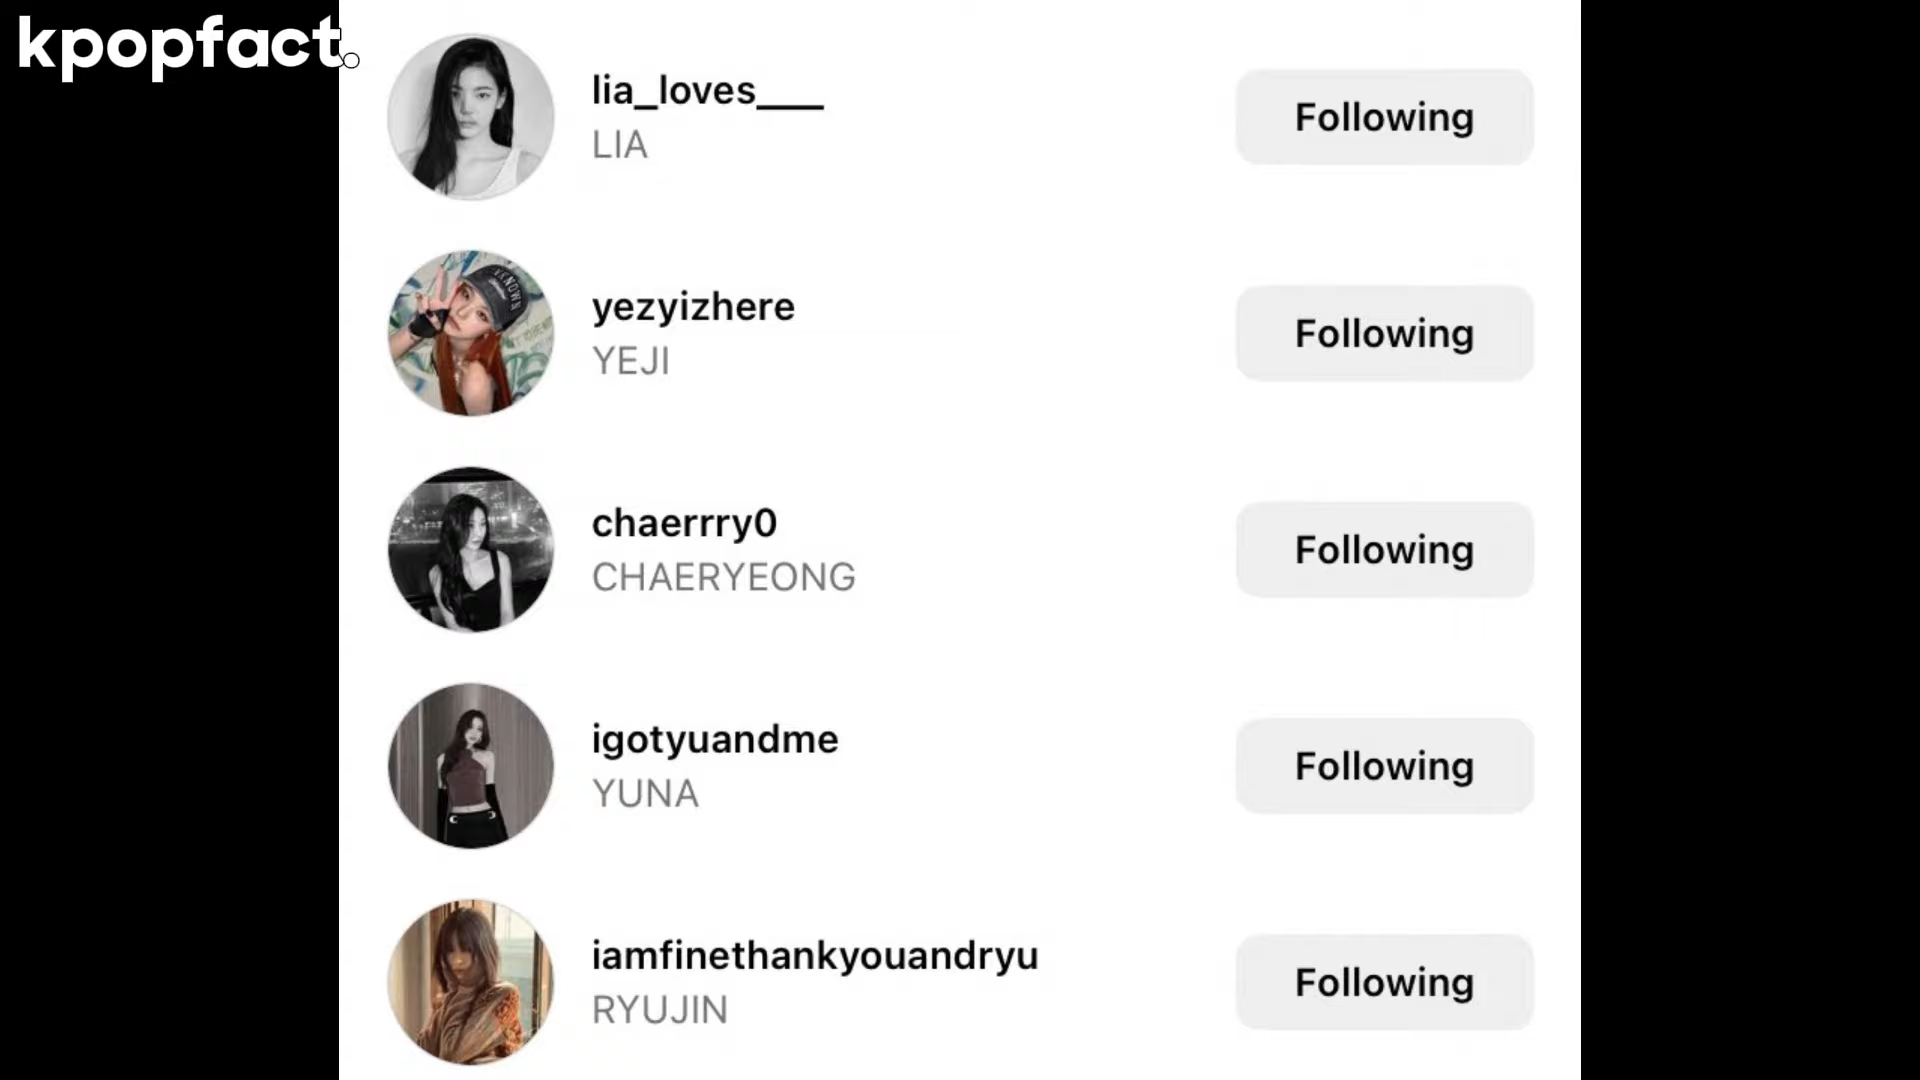 kpopfact.
lia_loves___
LIA
Following
yezyizhere
YEJI
Following
chaerrry0
CHAERYEONG
Following
igotyuandme
YUNA
Following
iamfinethankyouandryu
RYUJIN
Following